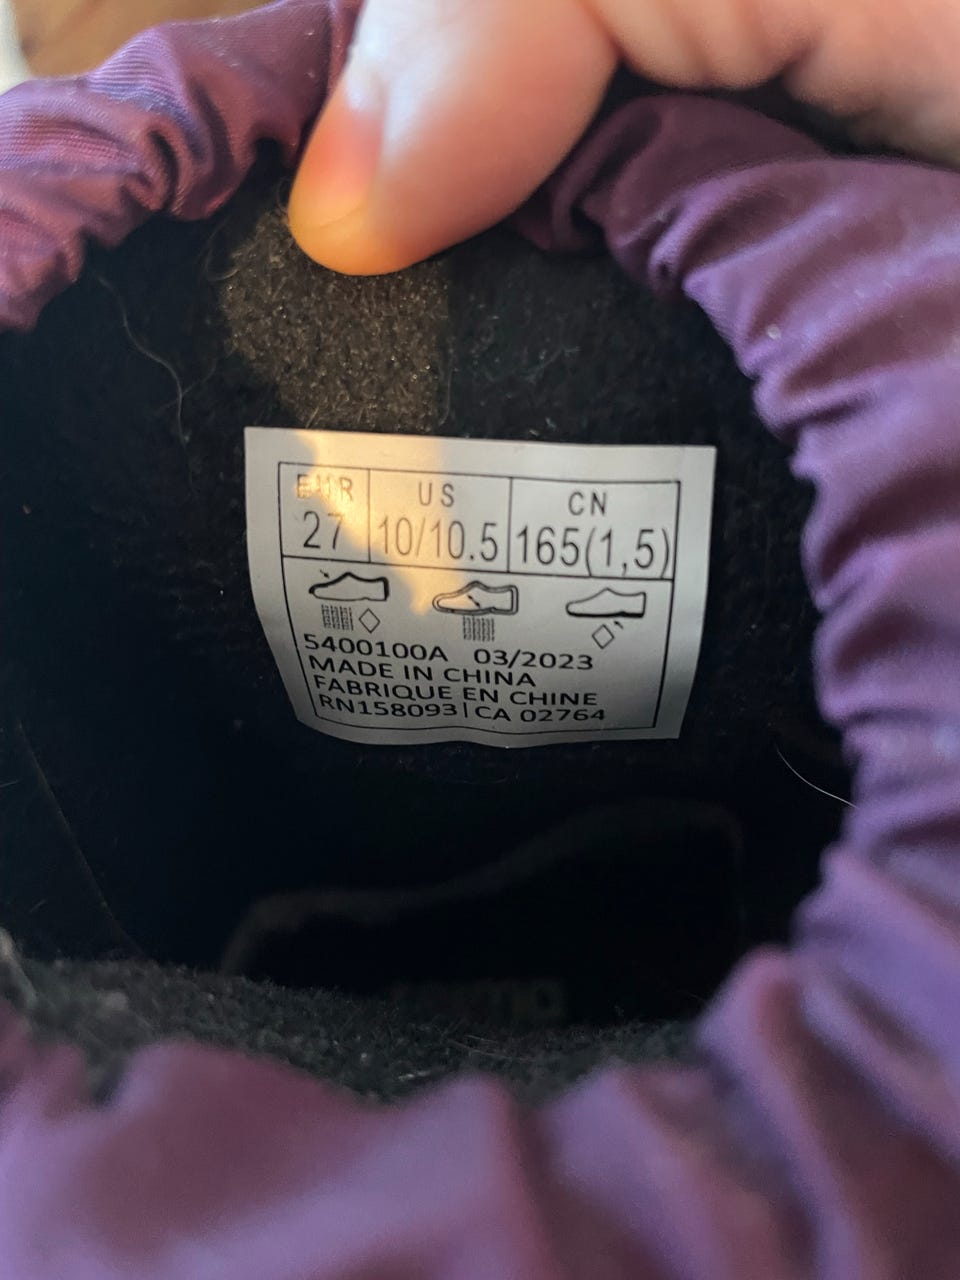 EUR US CN
27 10/10.5 165(1,5)
5400100A 03/2023
MADE IN CHINA
FABRIQUE EN CHINE
RN158093 | CA 02764